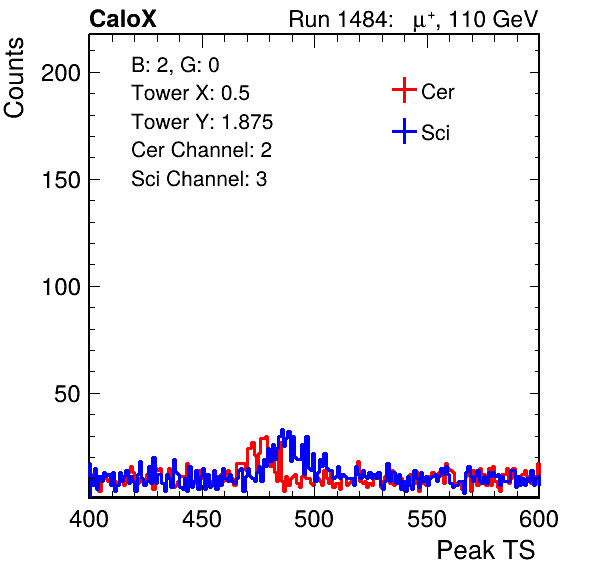 CaloX Run 1484: μ⁺, 110 GeV
Counts
B: 2, G: 0
Tower X: 0.5
Tower Y: 1.875
Cer Channel: 2
Sci Channel: 3
Cer
Sci
200
150
100
50
400 450 500 550 600
Peak TS